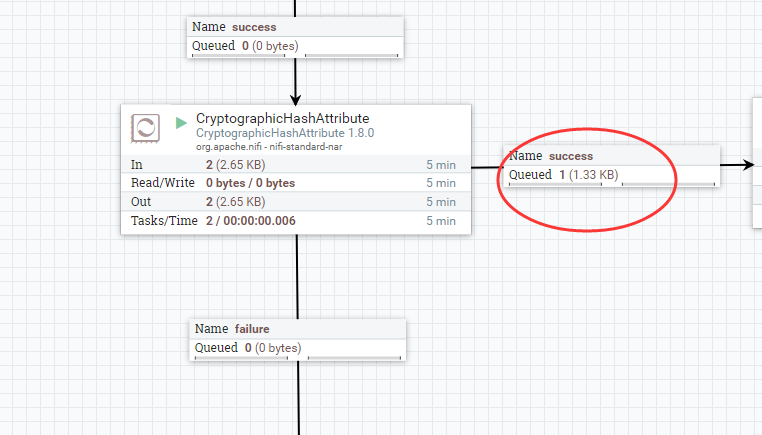 Name success
Queued 0 (0 bytes)
CryptographicHashAttribute
CryptographicHashAttribute 1.8.0
org.apache.nifi - nifi-standard-nar
In 2 (2.65 KB) 5 min
Read/Write 0 bytes / 0 bytes 5 min
Out 2 (2.65 KB) 5 min
Tasks/Time 2 / 00:00:00.006 5 min
Name success
Queued 1 (1.33 KB)
Name failure
Queued 0 (0 bytes)